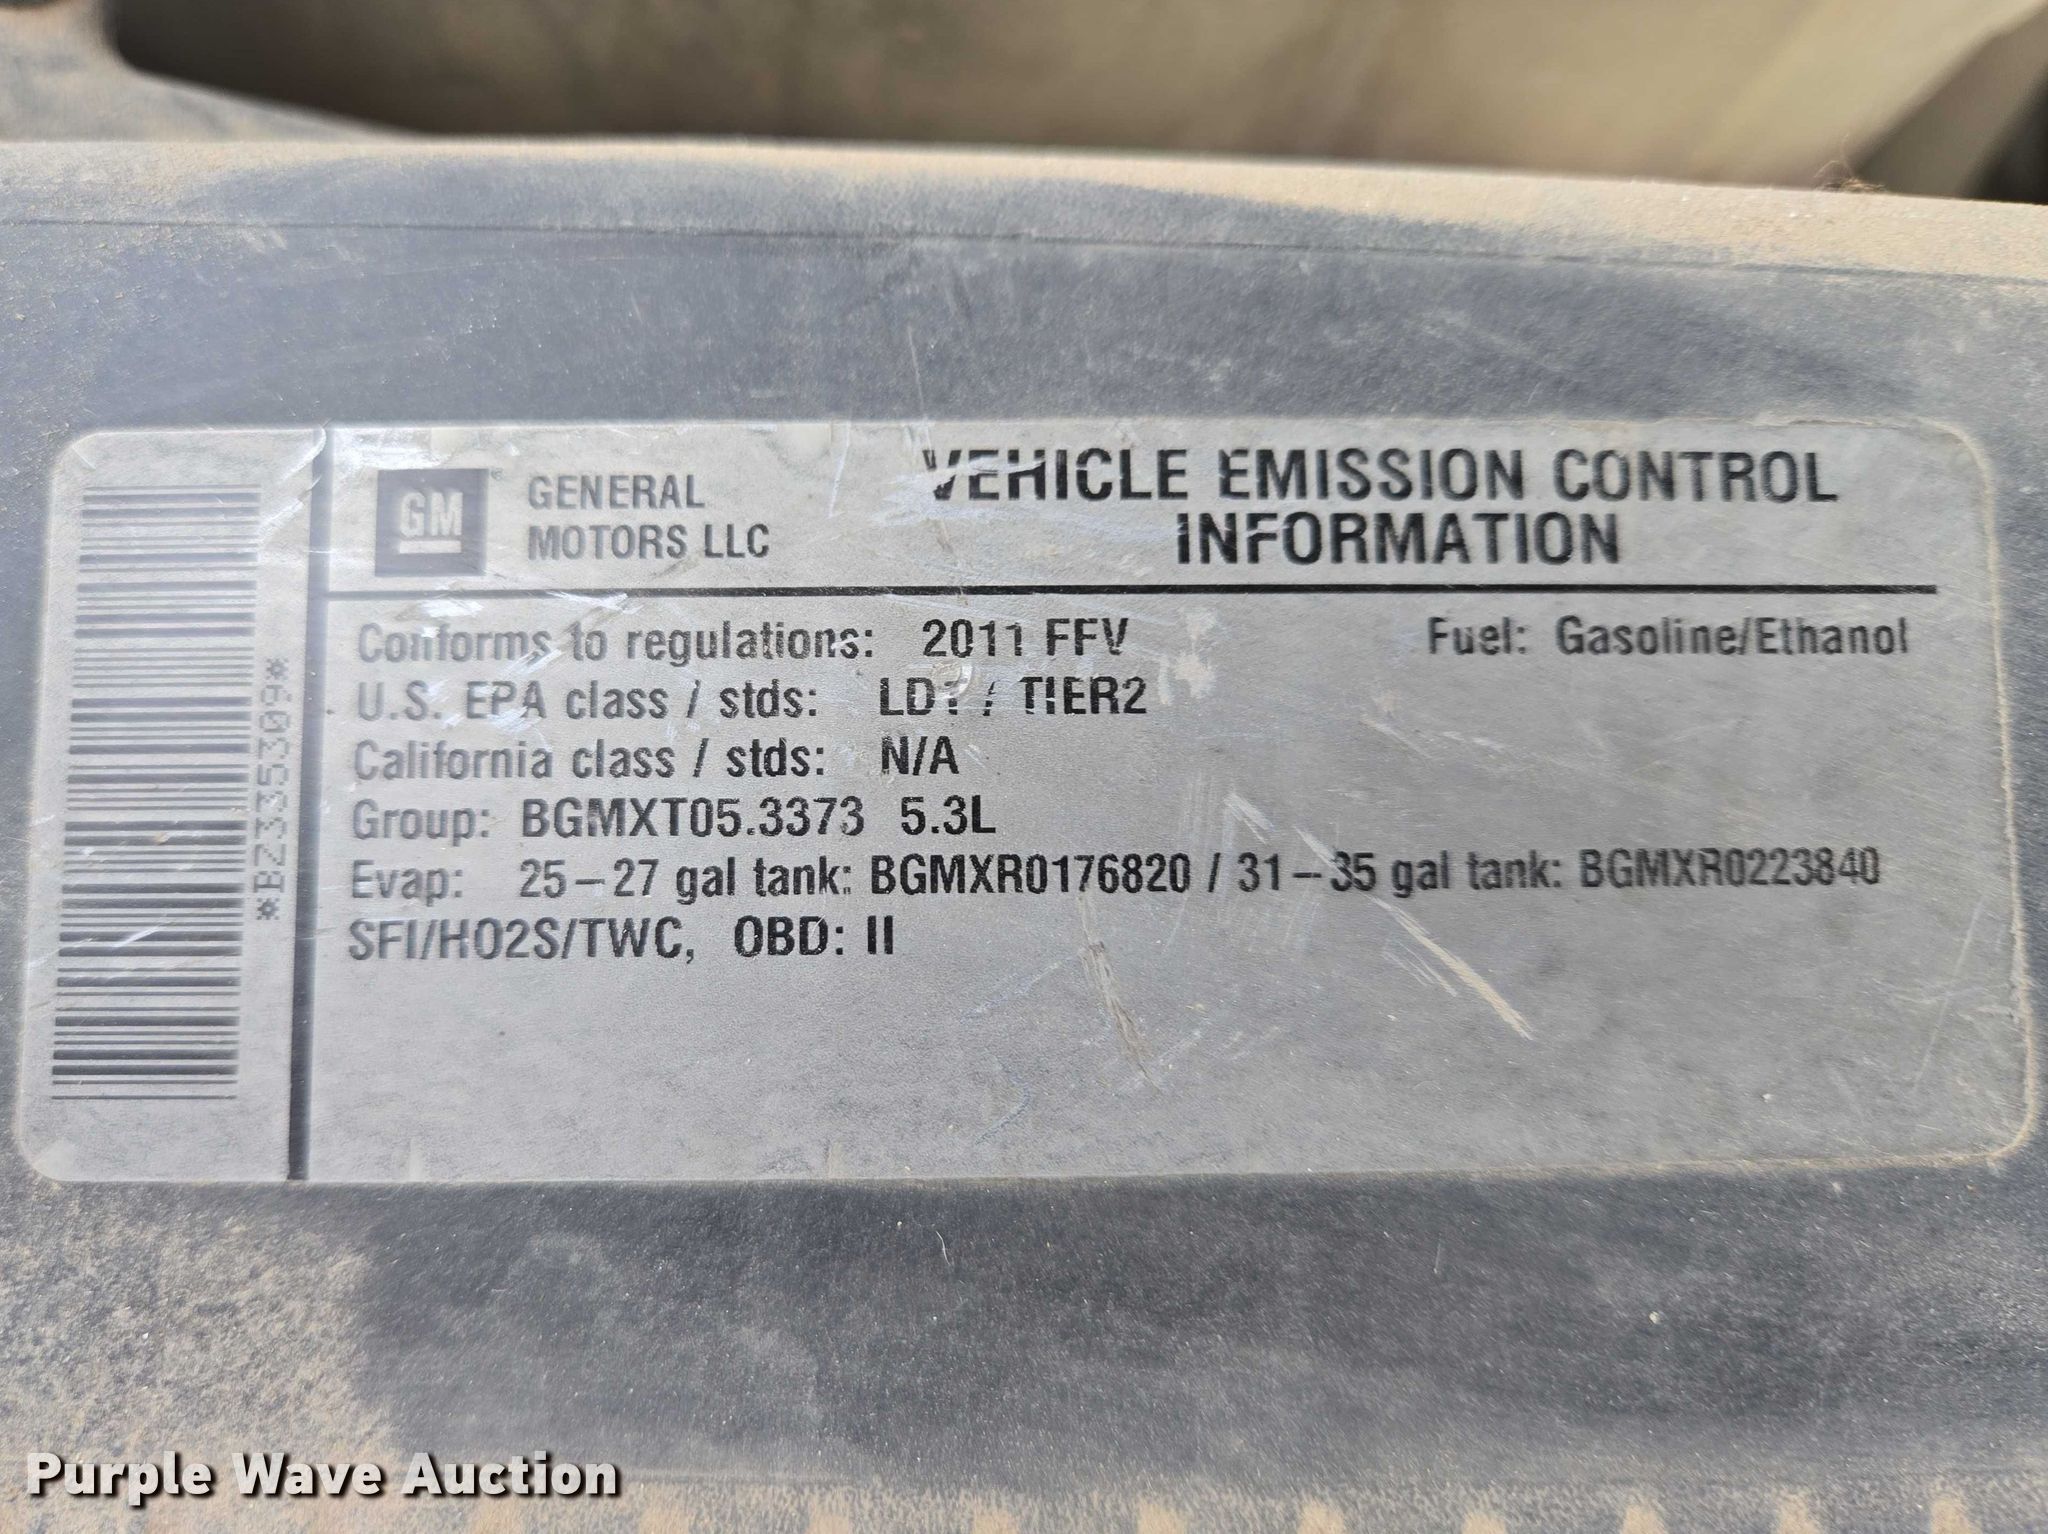 GM
GENERAL
MOTORS LLC
VEHICLE EMISSION CONTROL
INFORMATION
Conforms to regulations: 2011 FFV
Fuel: Gasoline/Ethanol
U.S. EPA class / stds: / TIER2
California class / stds: N/A
Group: BGMXT05.3373 5.3L
Evap: 25–27 gal tank: BGMXR0176820 / 31–35 gal tank: BGMXR0223840
SFI/HO2S/TWC, OBD: II
*BZ335309*
Purple Wave Auction